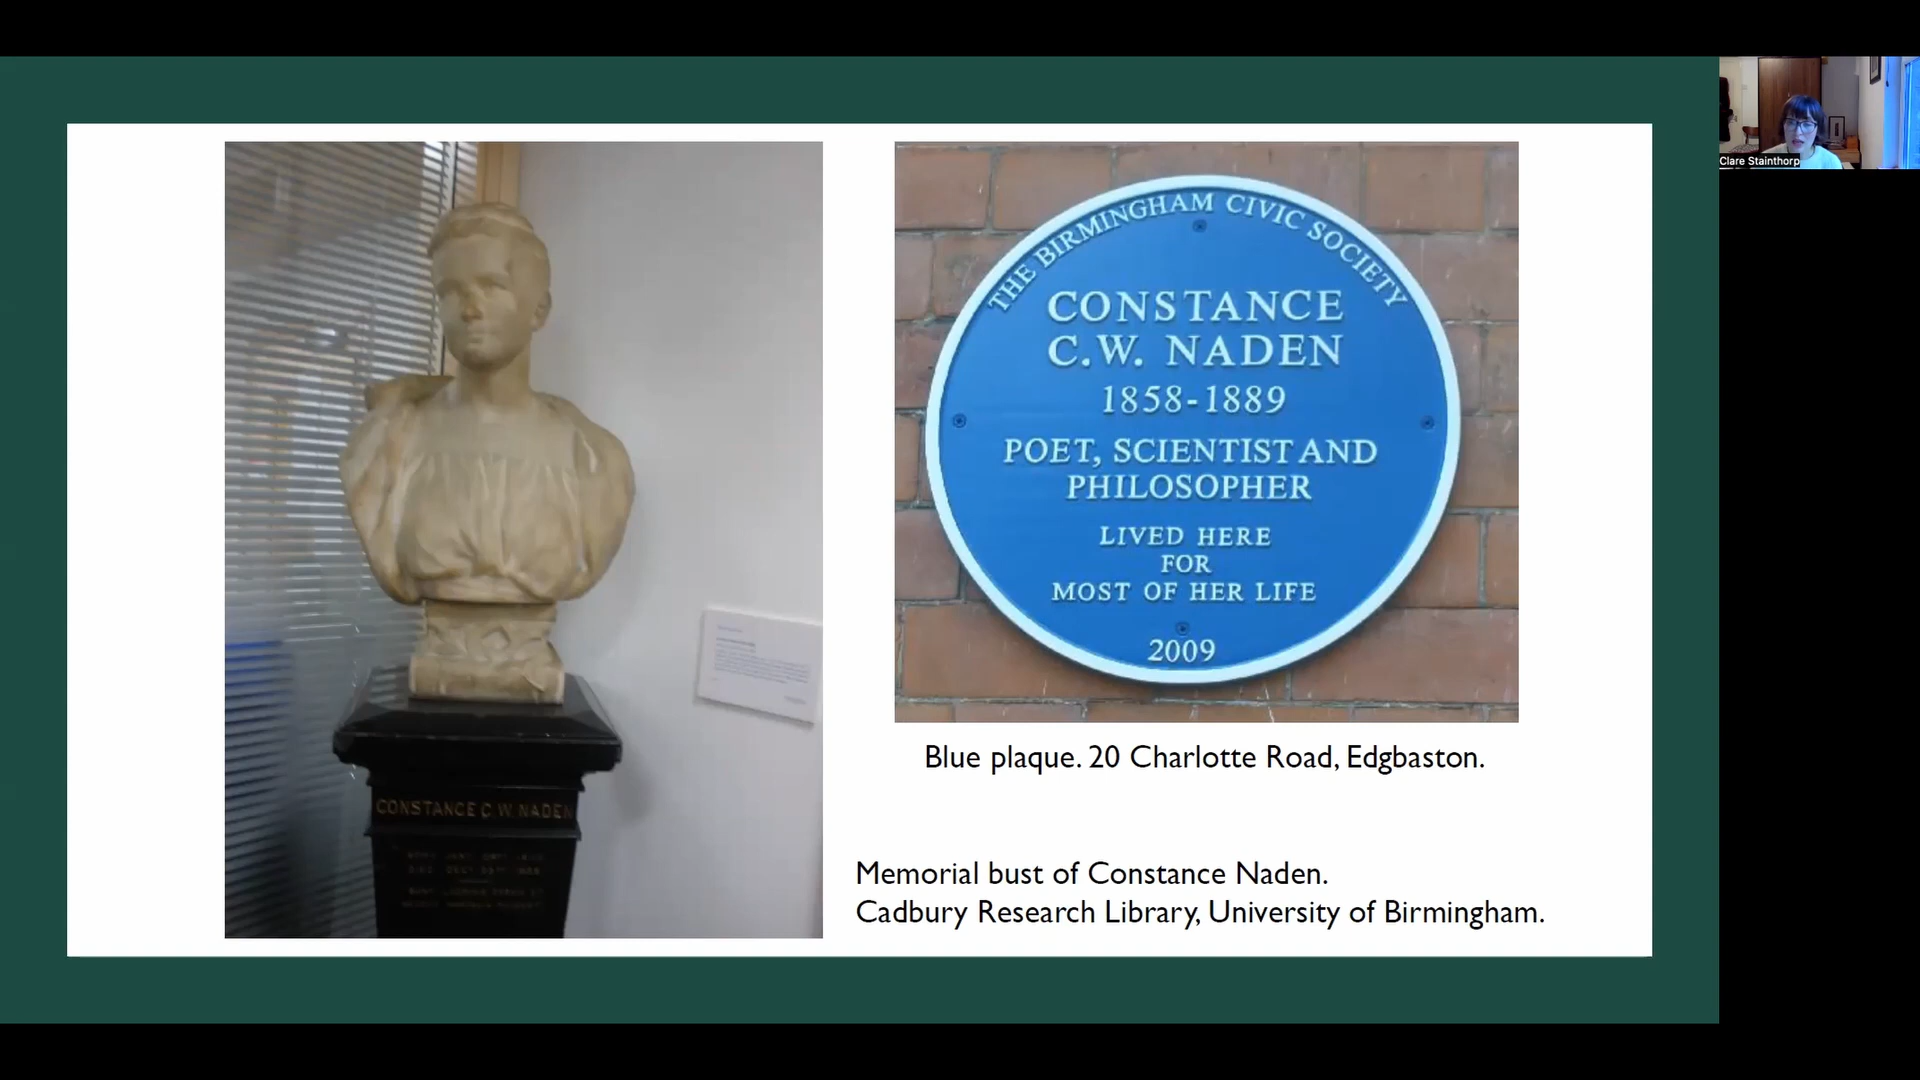 Clare Stainthorp
THE BIRMINGHAM CIVIC SOCIETY
CONSTANCE
C.W. NADEN
1858-1889
POET, SCIENTIST AND
PHILOSOPHER
LIVED HERE
FOR
MOST OF HER LIFE
2009
Blue plaque. 20 Charlotte Road, Edgbaston.
CONSTANCE C. W. NADEN
Memorial bust of Constance Naden.
Cadbury Research Library, University of Birmingham.